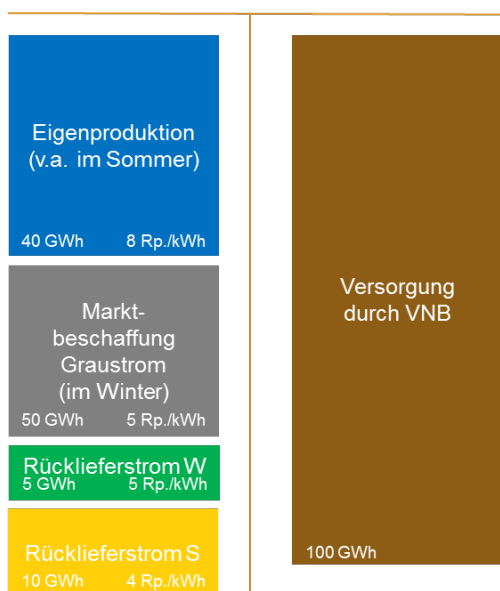 Eigenproduktion
(v.a. im Sommer)
40 GWh 8 Rp./kWh
Markt-
beschaffung
Graustrom
(im Winter)
50 GWh 5 Rp./kWh
Rücklieferstrom W
5 GWh 5 Rp./kWh
Rücklieferstrom S
10 GWh 4 Rp./kWh
Versorgung
durch VNB
100 GWh